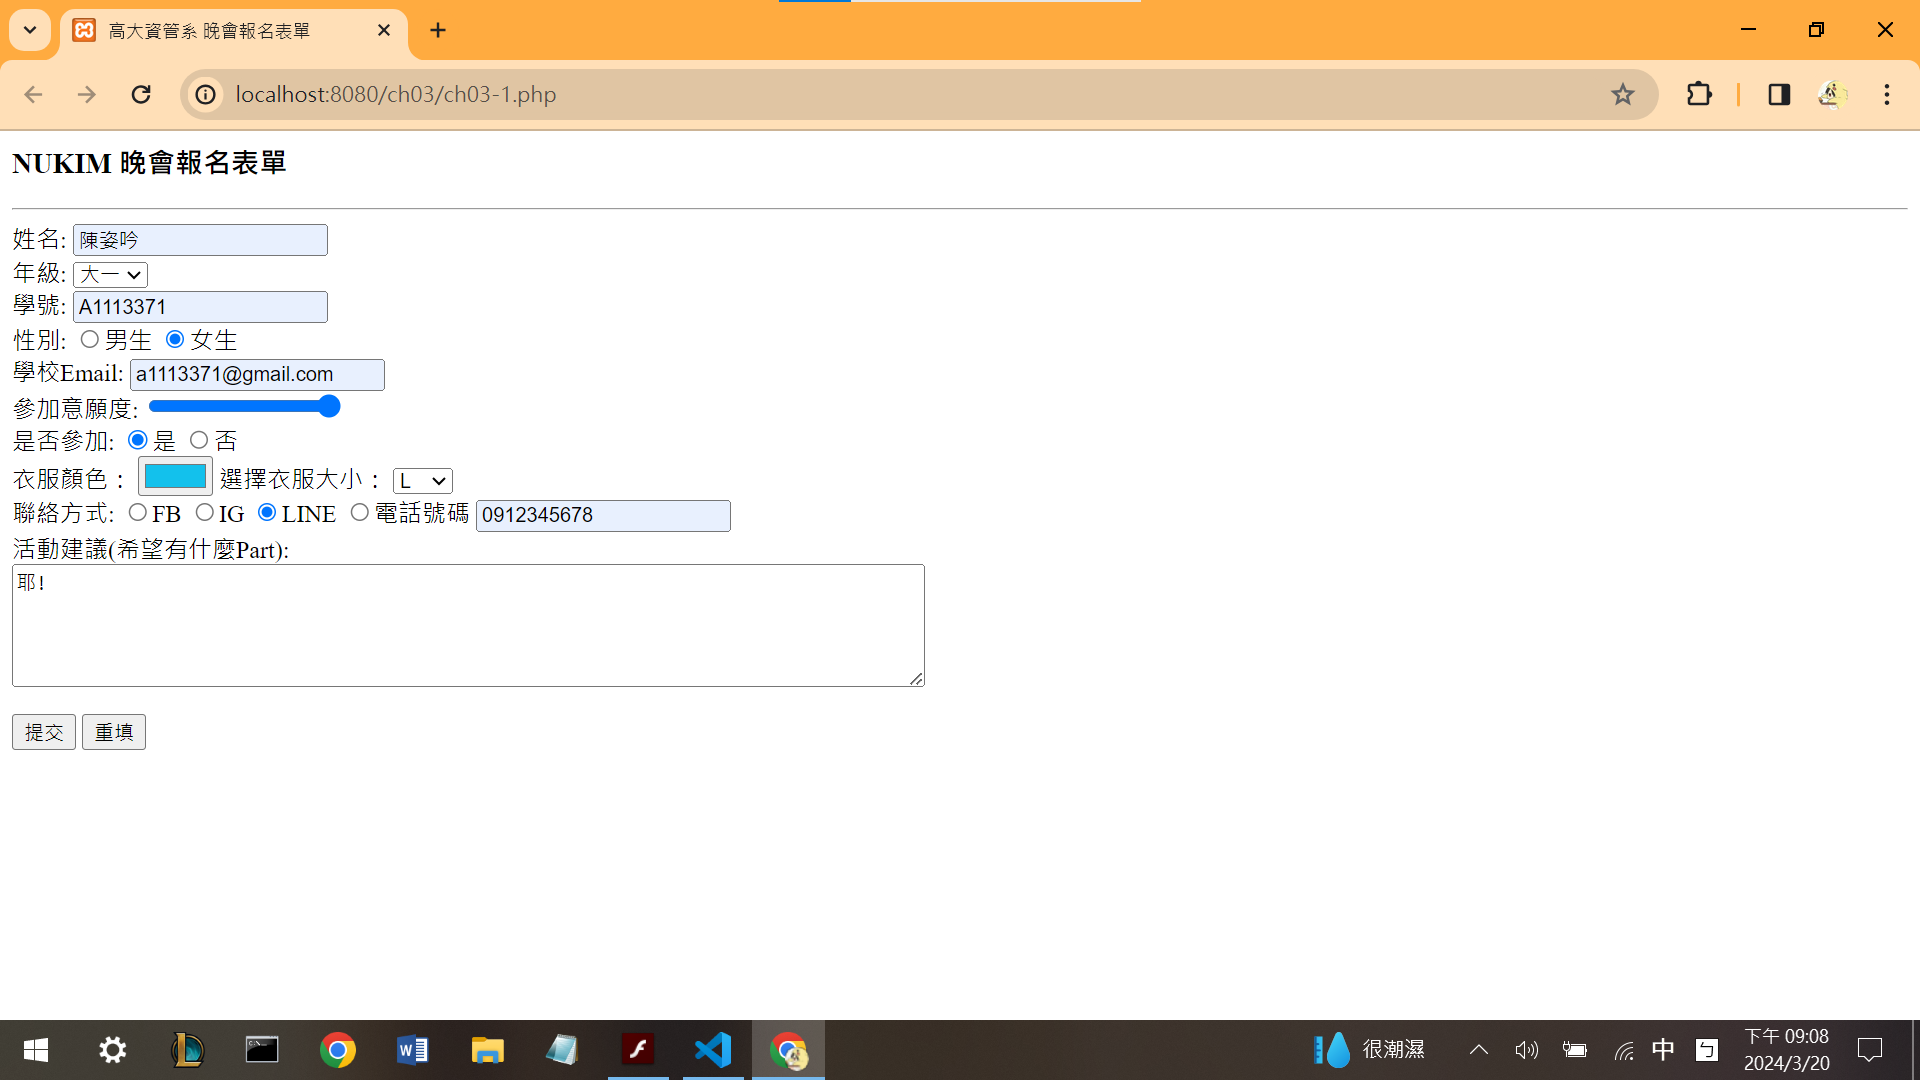 高大資管系 晚會報名表單
localhost:8080/ch03/ch03-1.php
NUKIM 晚會報名表單
姓名: 陳姿吟
年級: 大一
學號: A1113371
性別: 男生 女生
學校Email: a1113371@gmail.com
參加意願度:
是否參加: 是 否
衣服顏色： 選擇衣服大小： L
聯絡方式: FB IG LINE 電話號碼 0912345678
活動建議(希望有什麼Part):
耶!
提交 重填
很潮濕 中 ㄅ 下午 09:08
2024/3/20